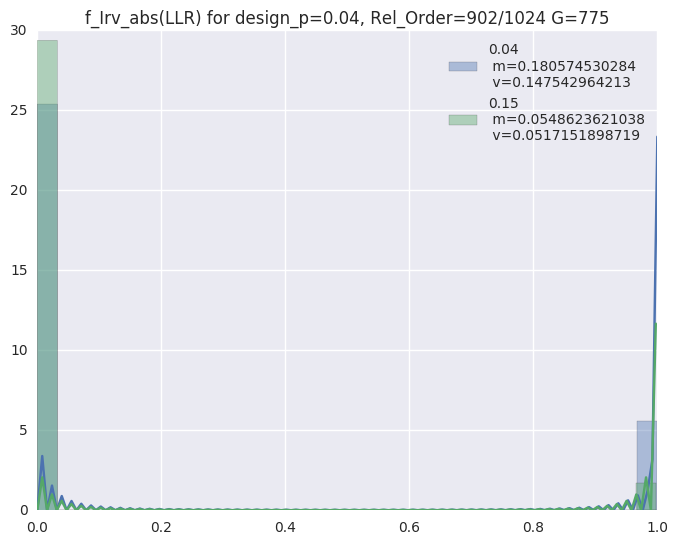 f_Irv_abs(LLR) for design_p=0.04, Rel_Order=902/1024 G=775
30
25
20
15
10
5
0
0.04
m=0.180574530284
v=0.147542964213
0.15
m=0.0548623621038
v=0.0517151898719
0.0 0.2 0.4 0.6 0.8 1.0